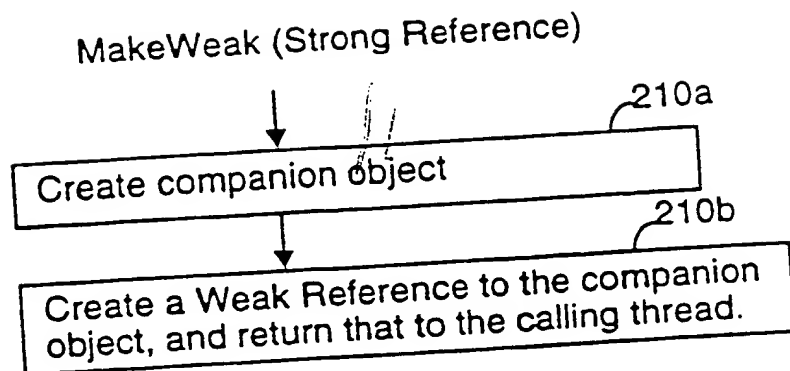 MakeWeak (Strong Reference)
210a
Create companion object
210b
Create a Weak Reference to the companion
object, and return that to the calling thread.